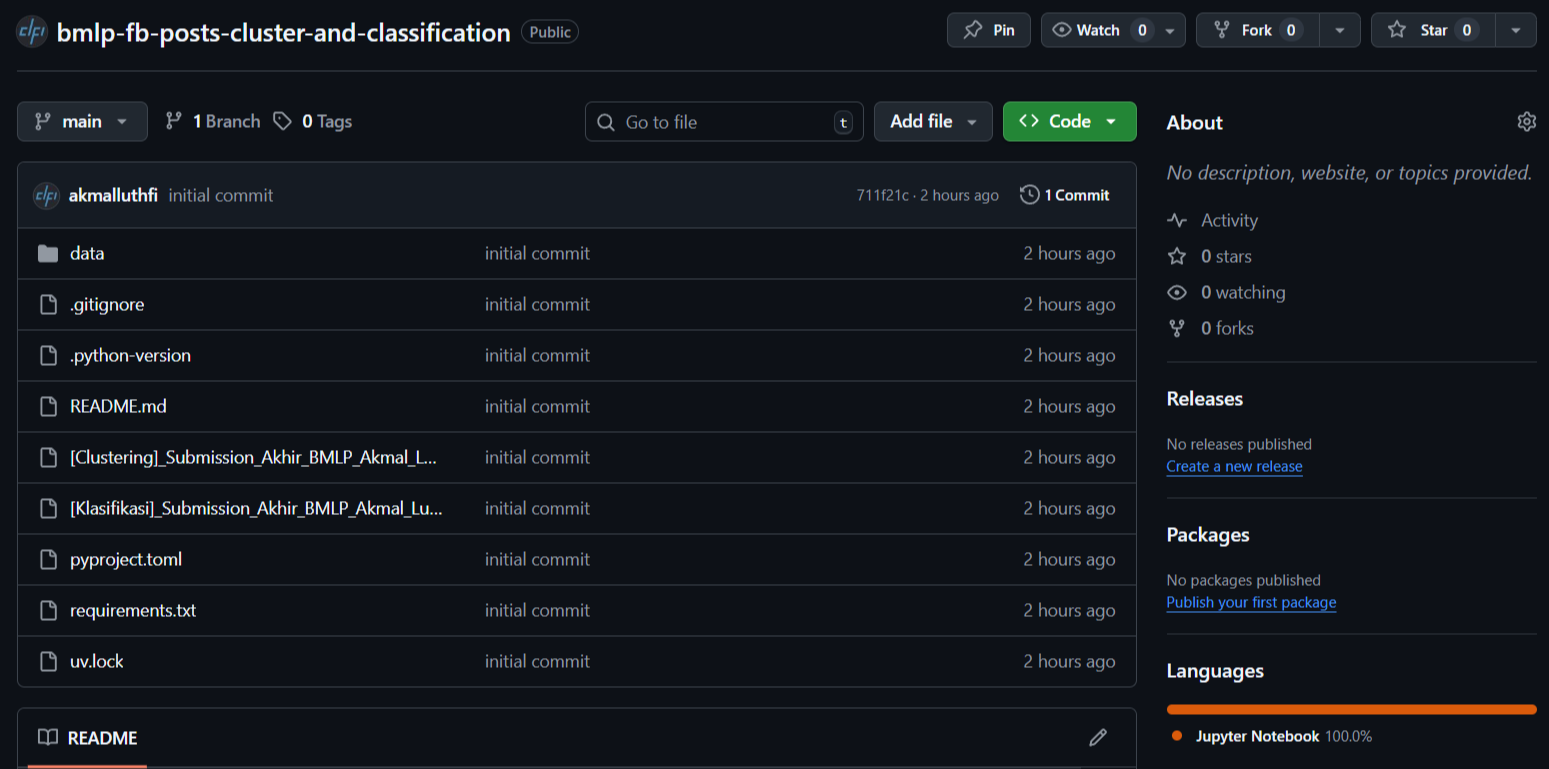 bmlp-fb-posts-cluster-and-classification Public Pin Watch 0 Fork 0 Star 0
main 1 Branch 0 Tags Go to file t Add file Code
akmalluthfi initial commit 711f21c · 2 hours ago 1 Commit
data initial commit 2 hours ago
.gitignore initial commit 2 hours ago
.python-version initial commit 2 hours ago
README.md initial commit 2 hours ago
[Clustering]_Submission_Akhir_BMLP_Akmal_L... initial commit 2 hours ago
[Klasifikasi]_Submission_Akhir_BMLP_Akmal_Lu... initial commit 2 hours ago
pyproject.toml initial commit 2 hours ago
requirements.txt initial commit 2 hours ago
uv.lock initial commit 2 hours ago
README
About
No description, website, or topics provided.
Activity
0 stars
0 watching
0 forks
Releases
No releases published
Create a new release
Packages
No packages published
Publish your first package
Languages
Jupyter Notebook 100.0%